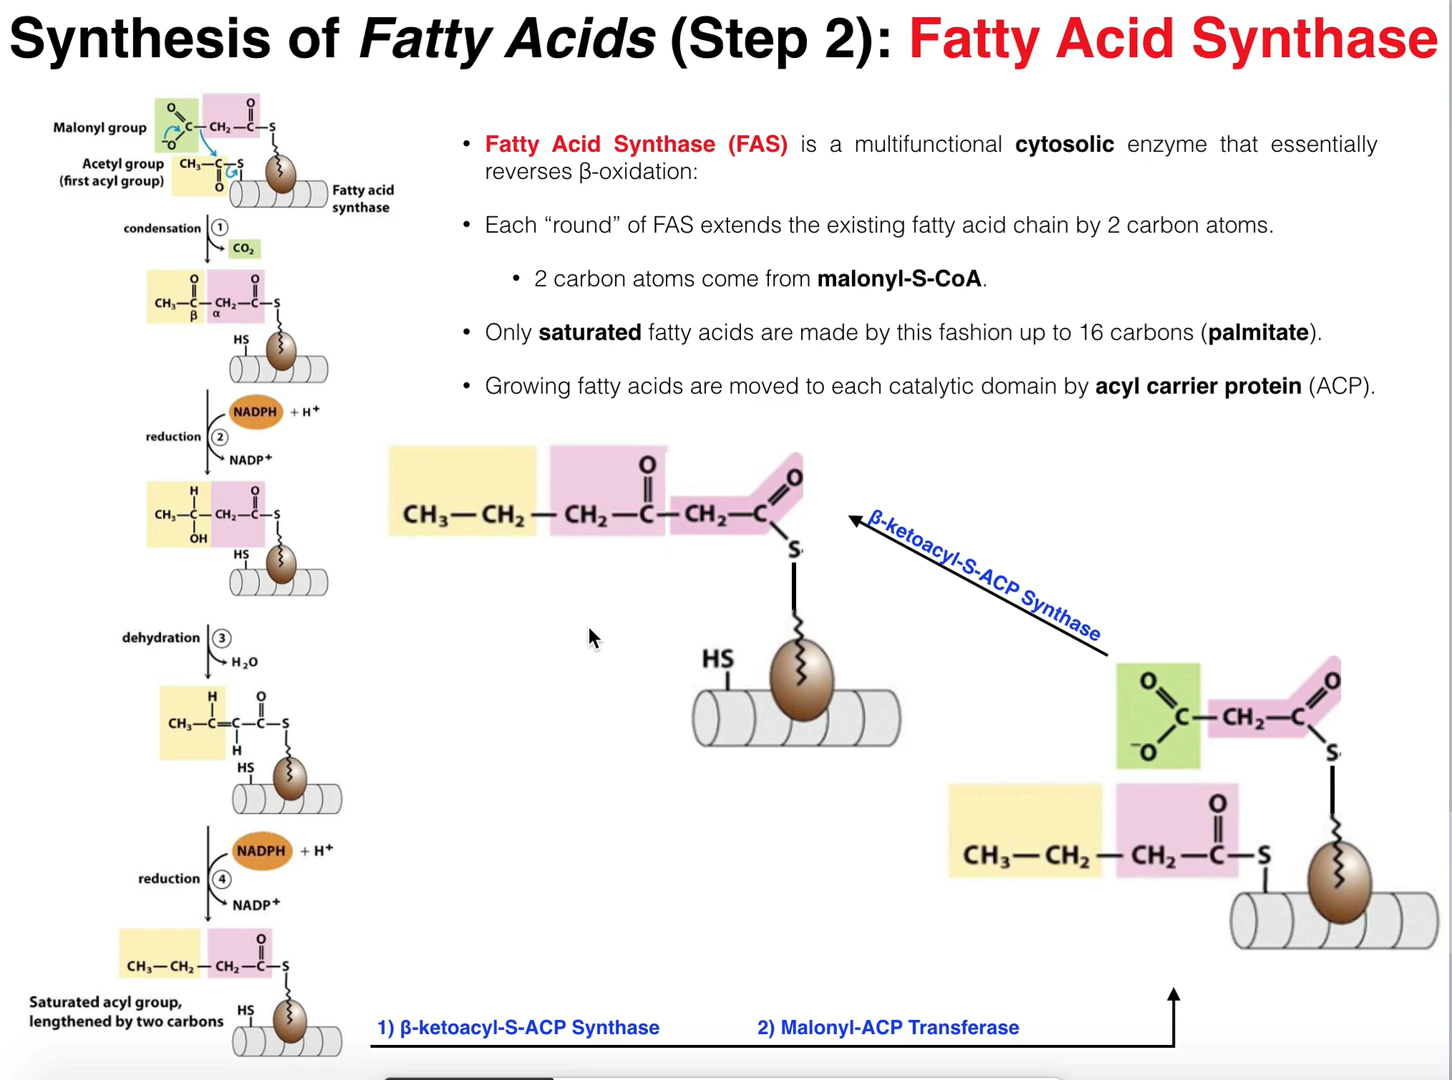 Synthesis of Fatty Acids (Step 2): Fatty Acid Synthase
• Fatty Acid Synthase (FAS) is a multifunctional cytosolic enzyme that essentially
reverses β-oxidation:
• Each “round” of FAS extends the existing fatty acid chain by 2 carbon atoms.
• 2 carbon atoms come from malonyl-S-CoA.
• Only saturated fatty acids are made by this fashion up to 16 carbons (palmitate).
• Growing fatty acids are moved to each catalytic domain by acyl carrier protein (ACP).
O O
Malonyl group
C—CH₂—C—S
⁻O
Acetyl group
(first acyl group)
CH₃—C—S
O
Fatty acid
synthase
condensation 1
CO₂
O O
CH₃—C—CH₂—C—S
β α
HS
NADPH + H⁺
reduction 2
NADP⁺
H O
CH₃—C—CH₂—C—S
OH
HS
dehydration 3
H₂O
H O
CH₃—C=C—C—S
H
HS
NADPH + H⁺
reduction 4
NADP⁺
O
CH₃—CH₂—CH₂—C—S
Saturated acyl group,
lengthened by two carbons
HS
1) β-ketoacyl-S-ACP Synthase
2) Malonyl-ACP Transferase
O O
C—CH₂—C
⁻O S
O
CH₃—CH₂—CH₂—C—S
β-ketoacyl-S-ACP Synthase
O O
CH₃—CH₂—CH₂—C—CH₂—C
S
HS